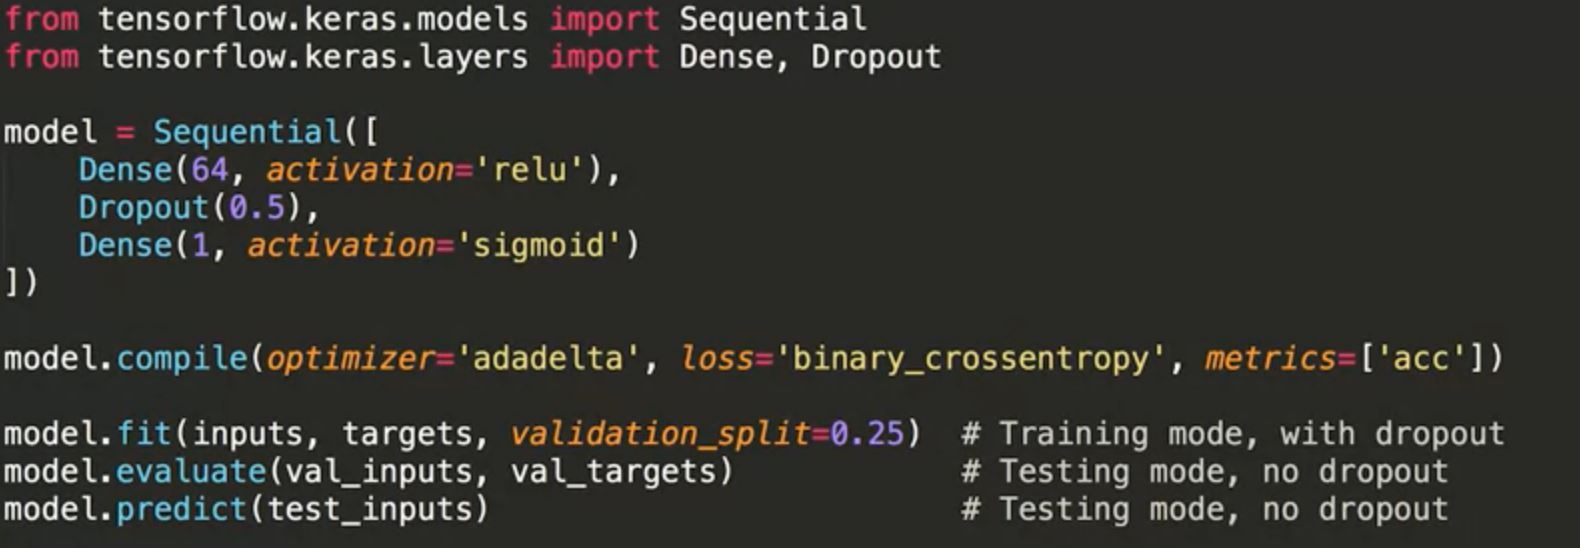 from tensorflow.keras.models import Sequential
from tensorflow.keras.layers import Dense, Dropout
model = Sequential([
    Dense(64, activation='relu'),
    Dropout(0.5),
    Dense(1, activation='sigmoid')
])
model.compile(optimizer='adadelta', loss='binary_crossentropy', metrics=['acc'])
model.fit(inputs, targets, validation_split=0.25)  # Training mode, with dropout
model.evaluate(val_inputs, val_targets)            # Testing mode, no dropout
model.predict(test_inputs)                         # Testing mode, no dropout